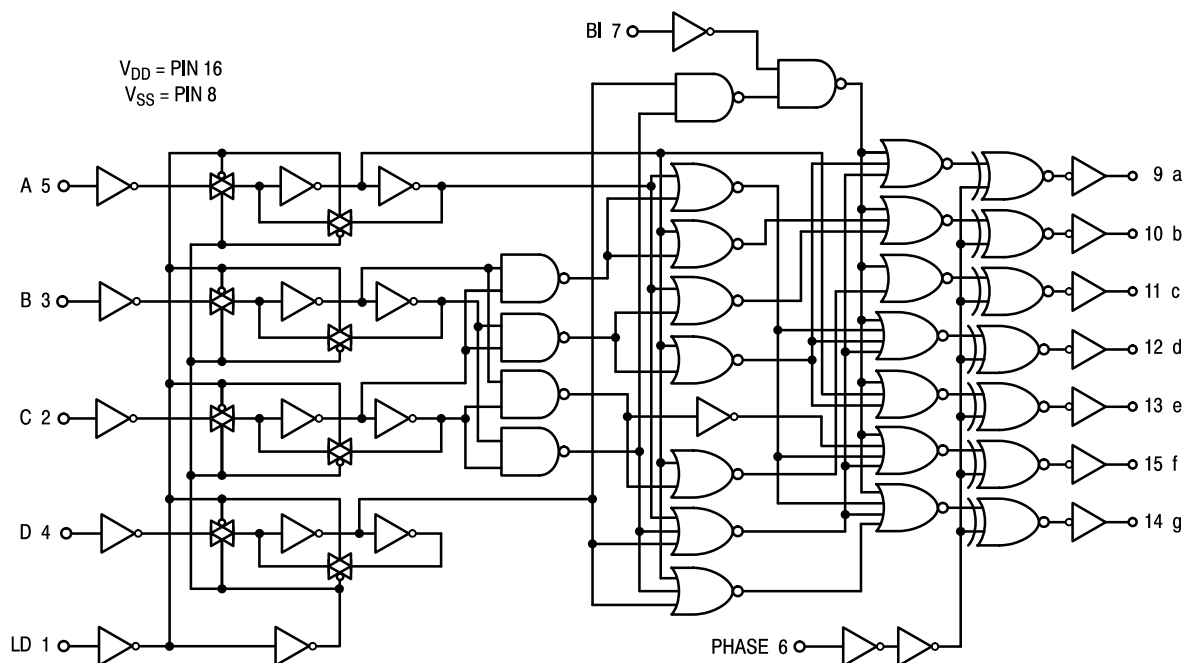 BI 7
V_DD = PIN 16
V_SS = PIN 8
A 5
9 a
10 b
B 3
11 c
12 d
C 2
13 e
15 f
D 4
14 g
LD 1
PHASE 6